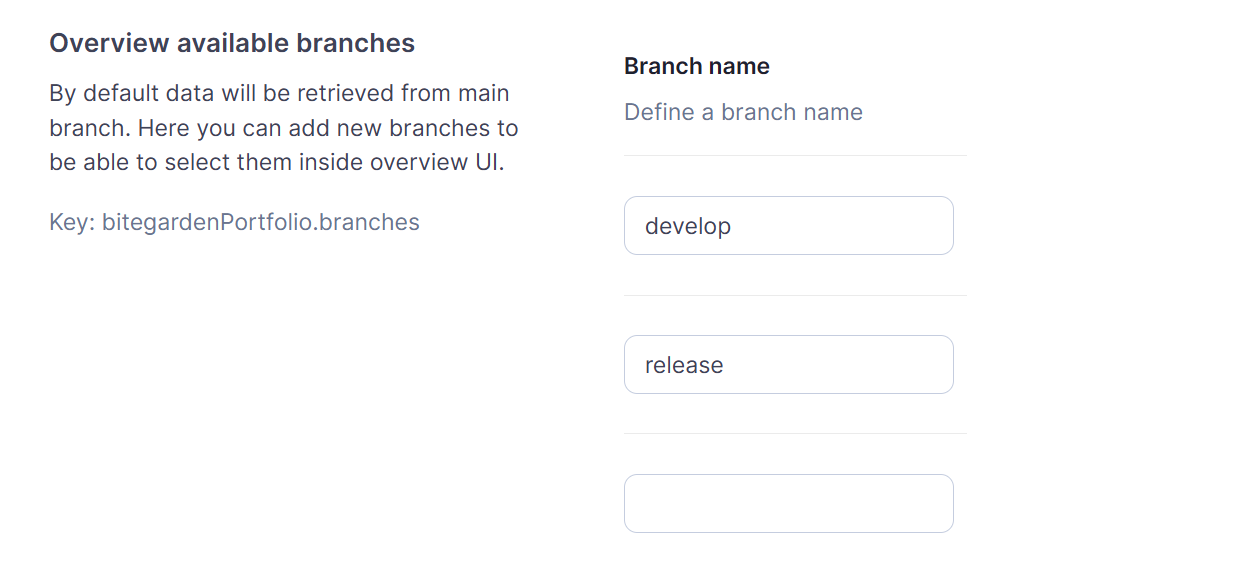 Overview available branches
By default data will be retrieved from main
branch. Here you can add new branches to
be able to select them inside overview UI.
Key: bitegardenPortfolio.branches
Branch name
Define a branch name
develop
release